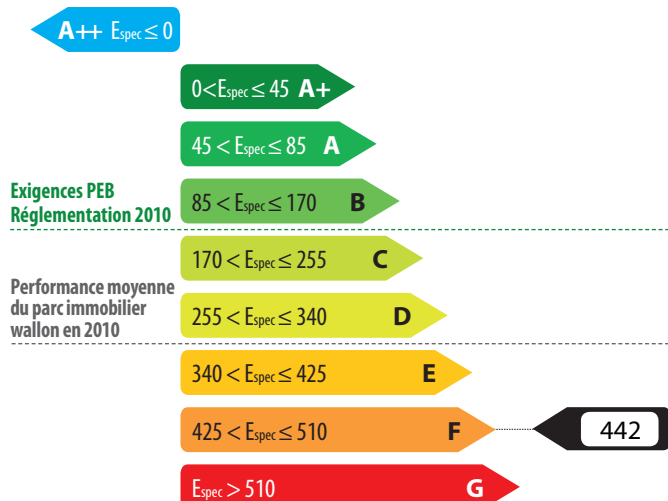 A++ Espec ≤ 0
0 < Espec ≤ 45 A+
45 < Espec ≤ 85 A
Exigences PEB
Réglementation 2010
85 < Espec ≤ 170 B
170 < Espec ≤ 255 C
Performance moyenne
du parc immobilier
wallon en 2010
255 < Espec ≤ 340 D
340 < Espec ≤ 425 E
425 < Espec ≤ 510 F 442
Espec > 510 G